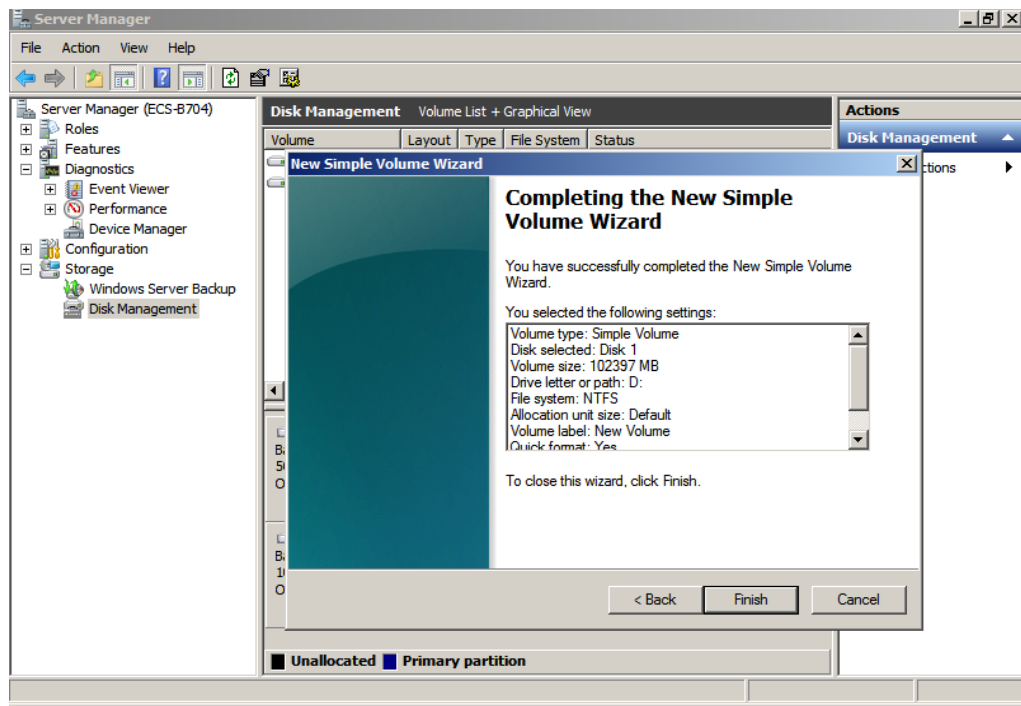 Server Manager
File Action View Help
Server Manager (ECS-B704)
Roles
Features
Diagnostics
Event Viewer
Performance
Device Manager
Configuration
Storage
Windows Server Backup
Disk Management
Disk Management Volume List + Graphical View
Volume Layout Type File System Status
New Simple Volume Wizard
Completing the New Simple
Volume Wizard
You have successfully completed the New Simple Volume
Wizard.
You selected the following settings:
Volume type: Simple Volume
Disk selected: Disk 1
Volume size: 102397 MB
Drive letter or path: D:
File system: NTFS
Allocation unit size: Default
Volume label: New Volume
Quick format: Yes
To close this wizard, click Finish.
< Back Finish Cancel
Unallocated Primary partition
Actions
Disk Management